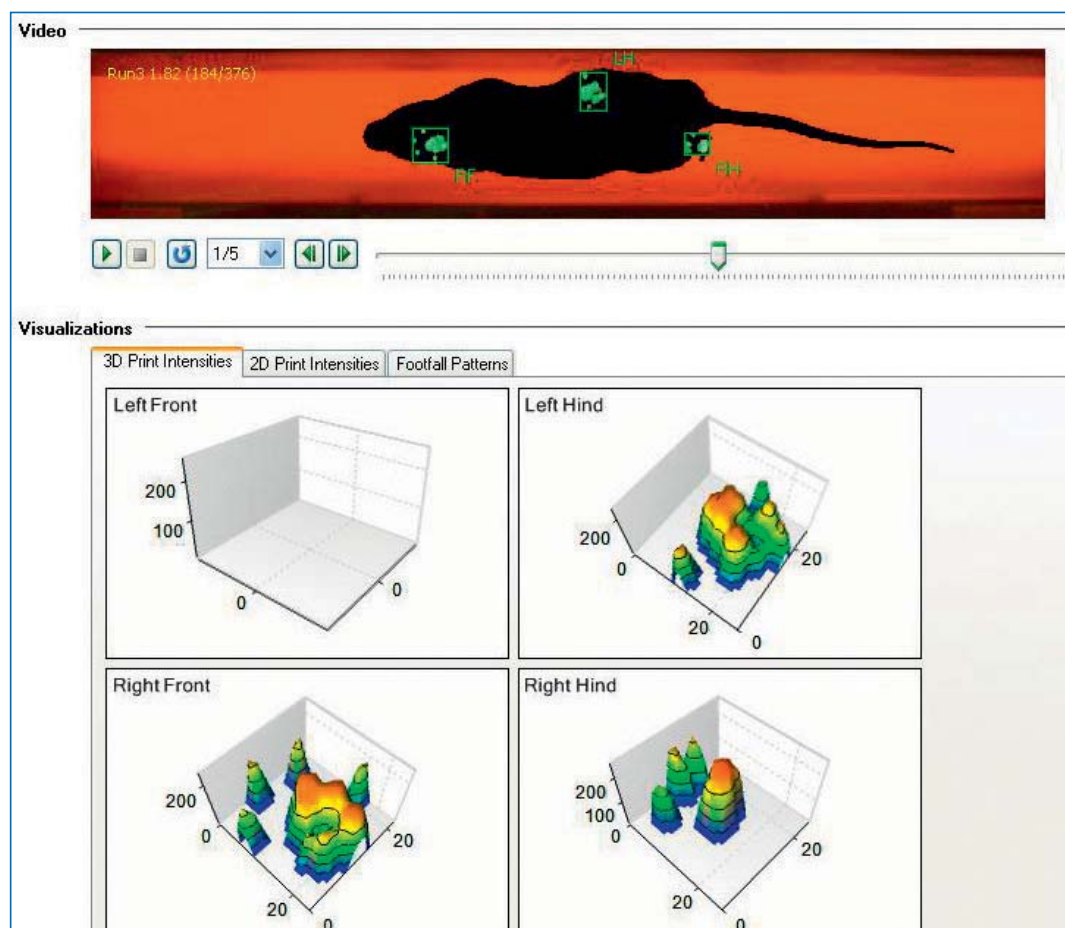 Video
Run3 1.82 (184/376)
LH
RF
RH
1/5
Visualizations
3D Print Intensities 2D Print Intensities Footfall Patterns
Left Front
200
100
0
0
Left Hind
200
0
20
20
0
Right Front
200
0
20
20
0
Right Hind
200
100
0
20
20
0